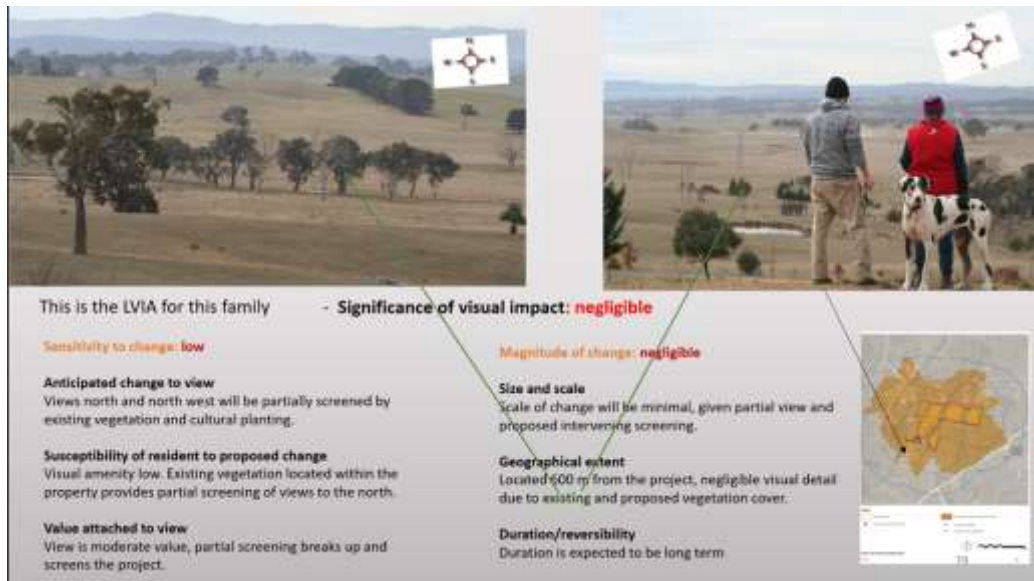 This is the LVIA for this family - Significance of visual impact: negligible
Sensitivity to change: low
Anticipated change to view
Views north and north west will be partially screened by
existing vegetation and cultural planting.
Susceptibility of resident to proposed change
Visual amenity low. Existing vegetation located within the
property provides partial screening of views to the north.
Value attached to view
View is moderate value, partial screening breaks up and
screens the project.
Magnitude of change: negligible
Size and scale
Scale of change will be minimal, given partial view and
proposed intervening screening.
Geographical extent
Located 600 m from the project, negligible visual detail
due to existing and proposed vegetation cover.
Duration/reversibility
Duration is expected to be long term